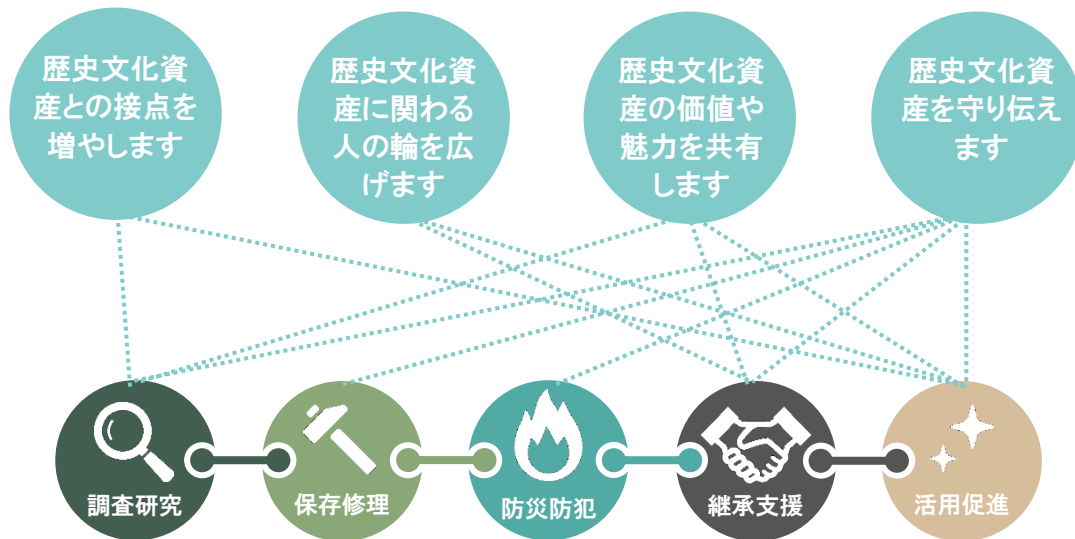 歴史文化資
産との接点を
増やします
歴史文化資
産に関わる
人の輪を広
げます
歴史文化資
産の価値や
魅力を共有
します
歴史文化資
産を守り伝え
ます
調査研究
保存修理
防災防犯
継承支援
活用促進